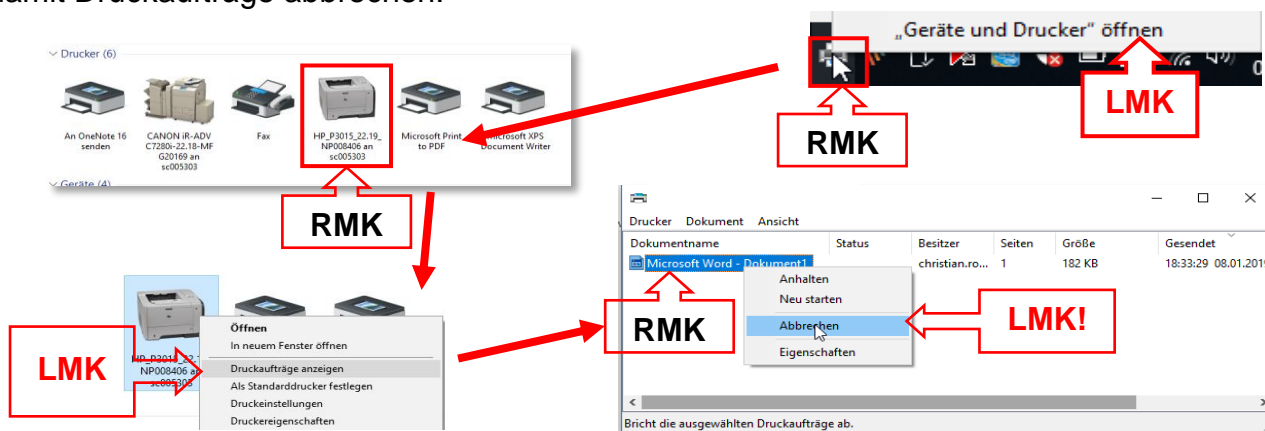 damit Druckaufträge abbrechen.
„Geräte und Drucker“ öffnen
LMK
RMK
Drucker (6)
An OneNote 16
senden
CANON iR-ADV
C7280i-22.18-MF
G20169 an
sc005303
Fax
HP_P3015_22.19_
NP008406 an
sc005303
Microsoft Print
to PDF
Microsoft XPS
Document Writer
Geräte (4)
RMK
Drucker Dokument Ansicht
Dokumentname Status Besitzer Seiten Größe Gesendet
Microsoft Word - Dokument1 christian.ro... 1 182 KB 18:33:29 08.01.2019
Anhalten
Neu starten
Abbrechen
Eigenschaften
RMK
LMK!
Bricht die ausgewählten Druckaufträge ab.
HP_P3015_22.
NP008406 an
sc005303
LMK
Öffnen
In neuem Fenster öffnen
Druckaufträge anzeigen
Als Standarddrucker festlegen
Druckeinstellungen
Druckereigenschaften